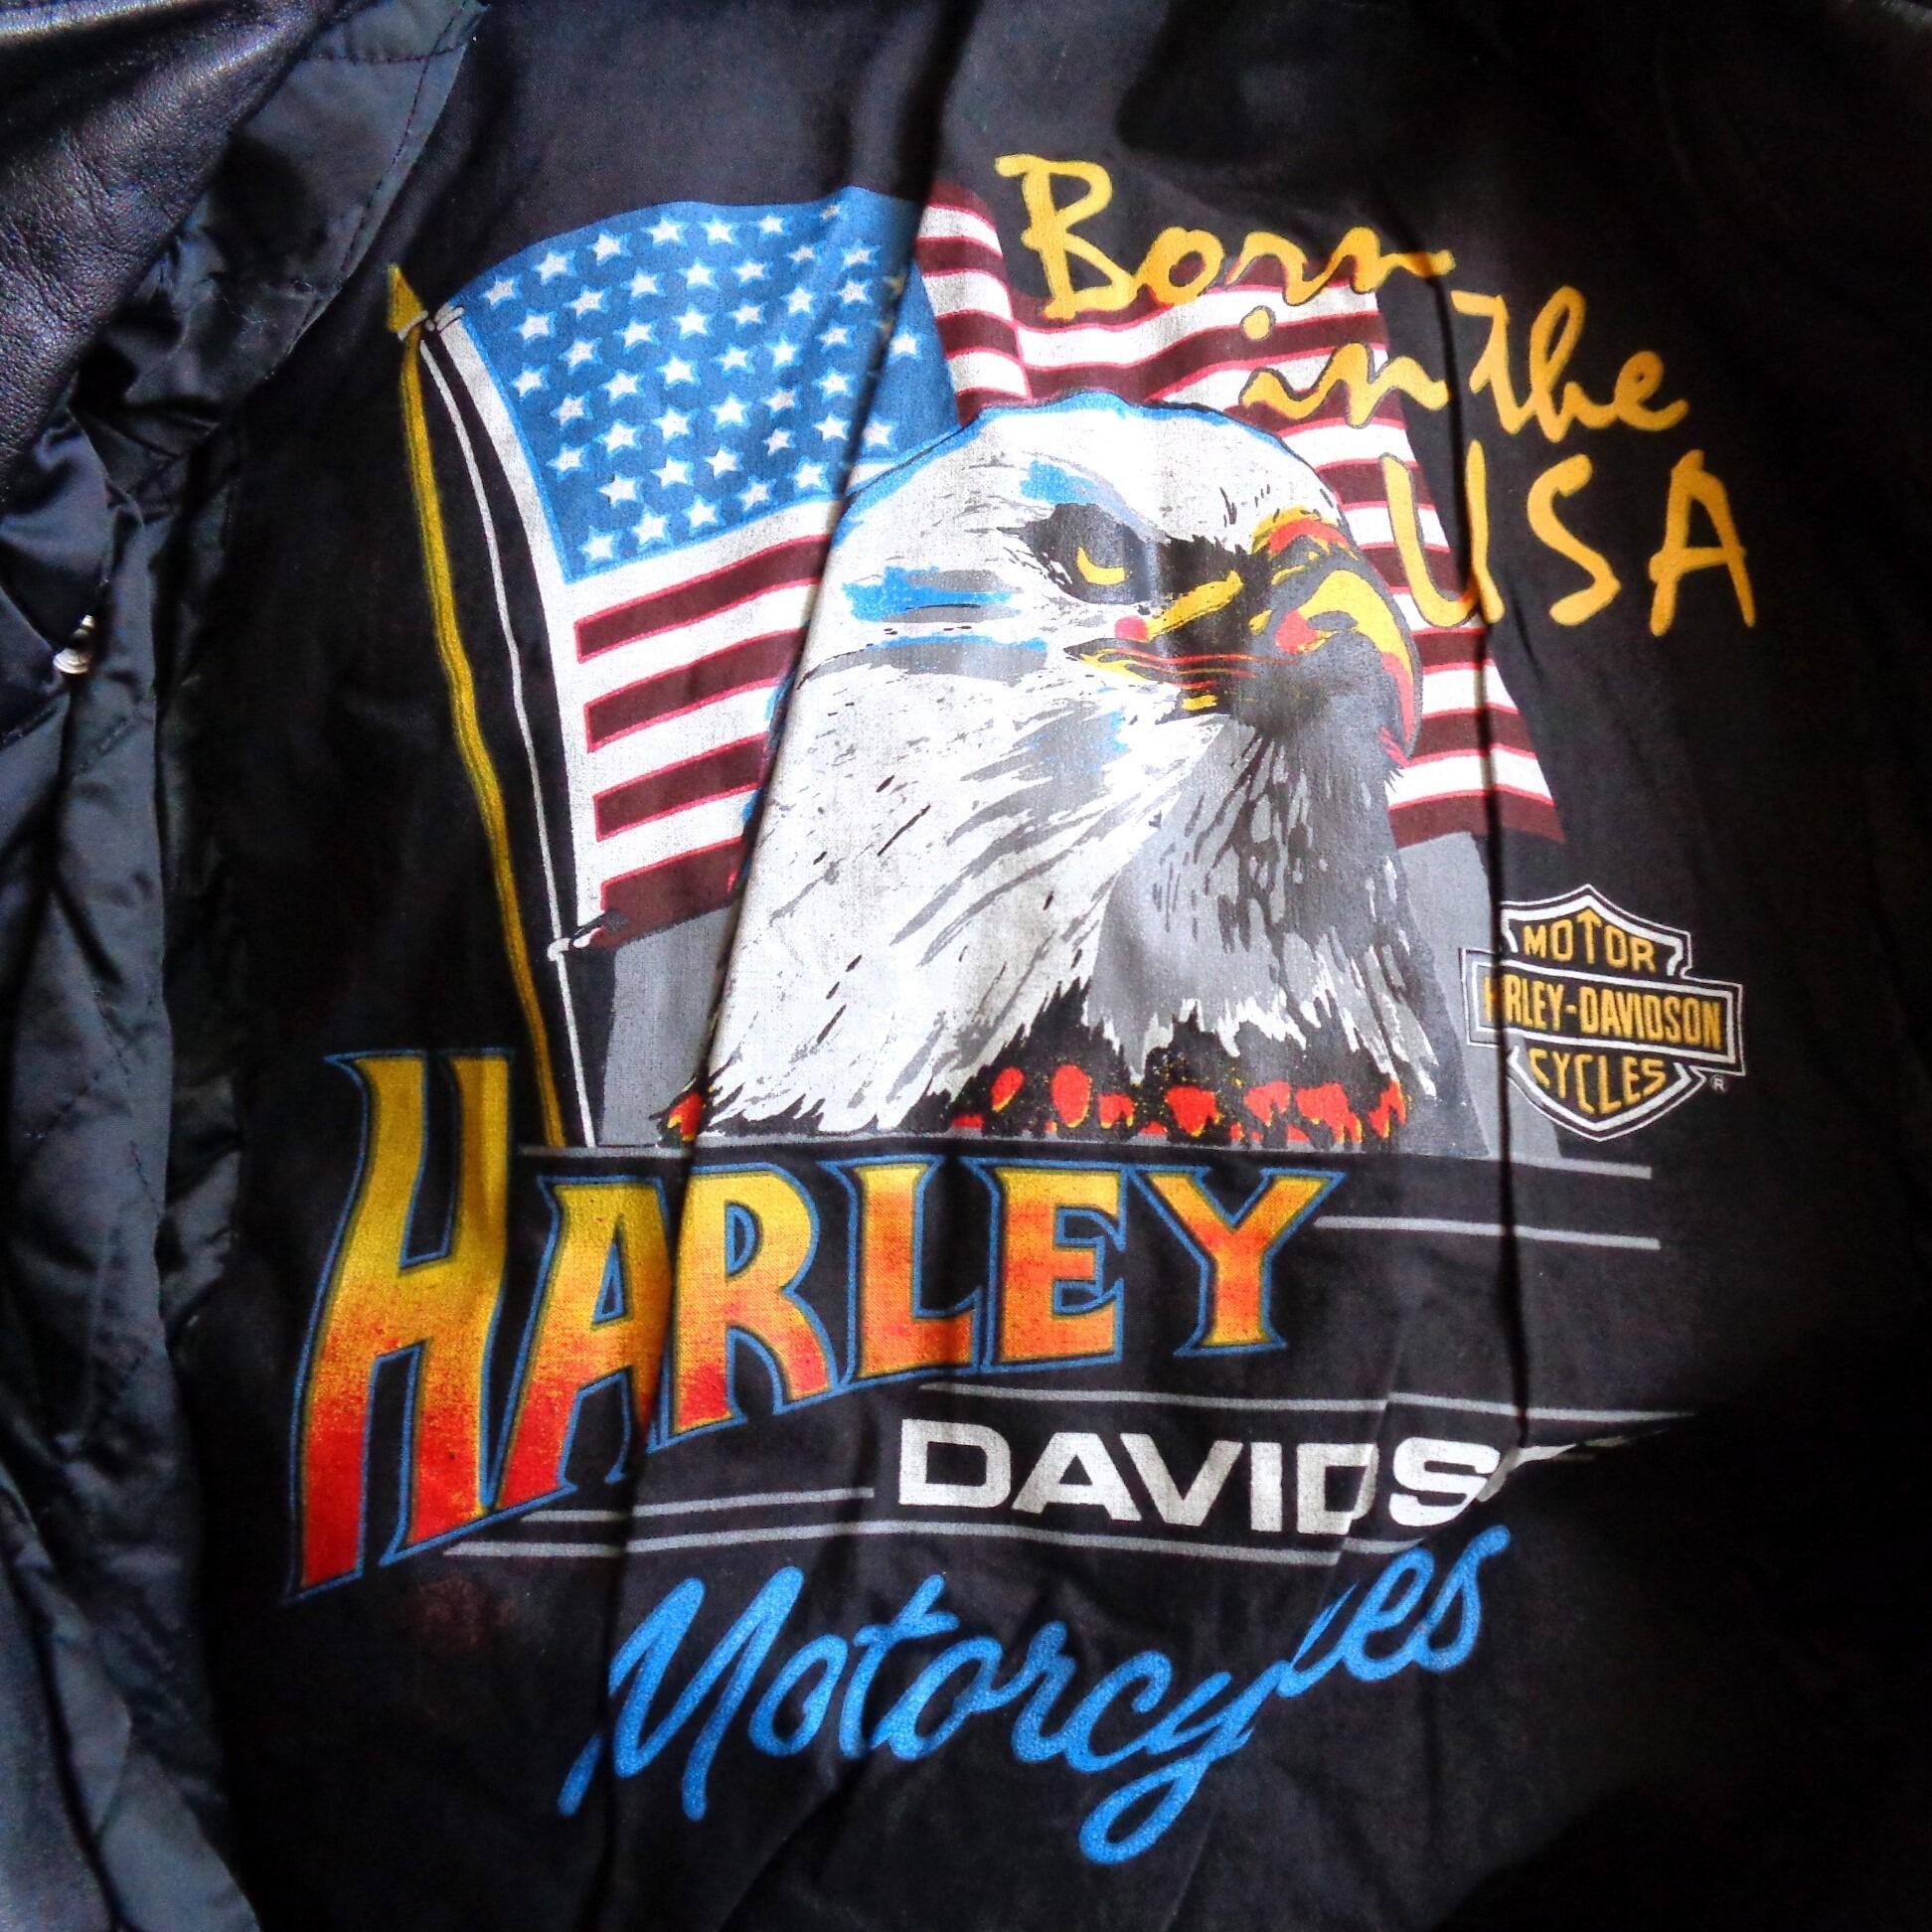 Born
in the
USA
MOTOR
HARLEY-DAVIDSON
CYCLES
®
HARLEY
DAVIDS
Motorcycles